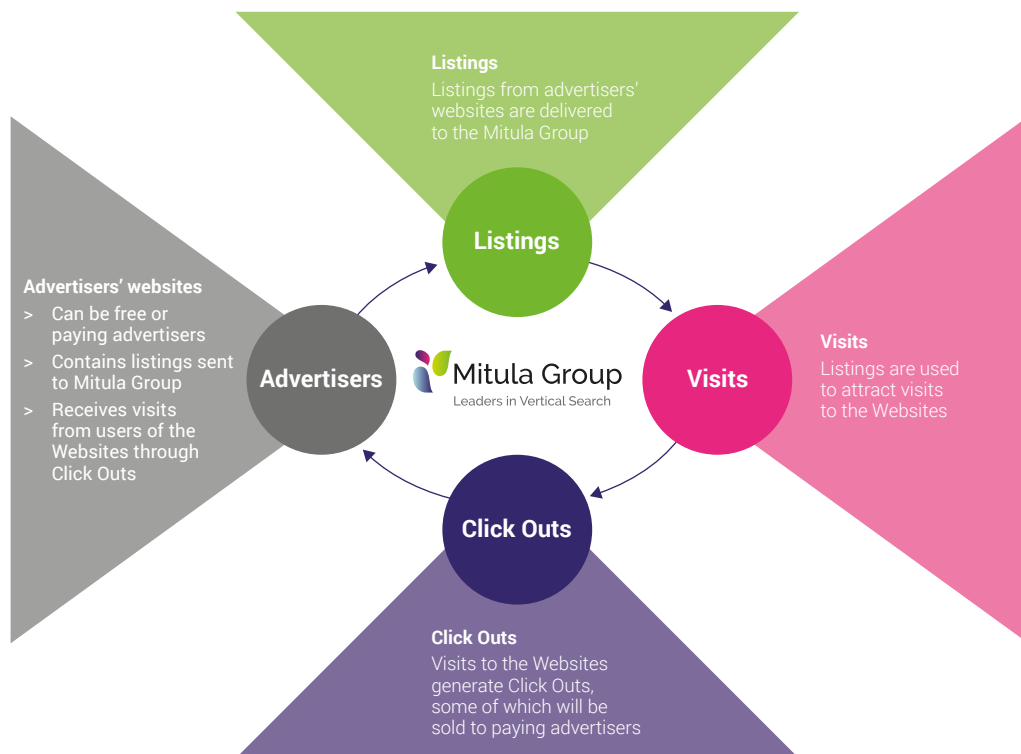 Listings
Listings from advertisers'
websites are delivered
to the Mitula Group
Listings
Advertisers' websites
> Can be free or
paying advertisers
> Contains listings sent
to Mitula Group
> Receives visits
from users of the
Websites through
Click Outs
Advertisers
Mitula Group
Leaders in Vertical Search
Visits
Visits
Listings are used
to attract visits
to the Websites
Click Outs
Click Outs
Visits to the Websites
generate Click Outs,
some of which will be
sold to paying advertisers